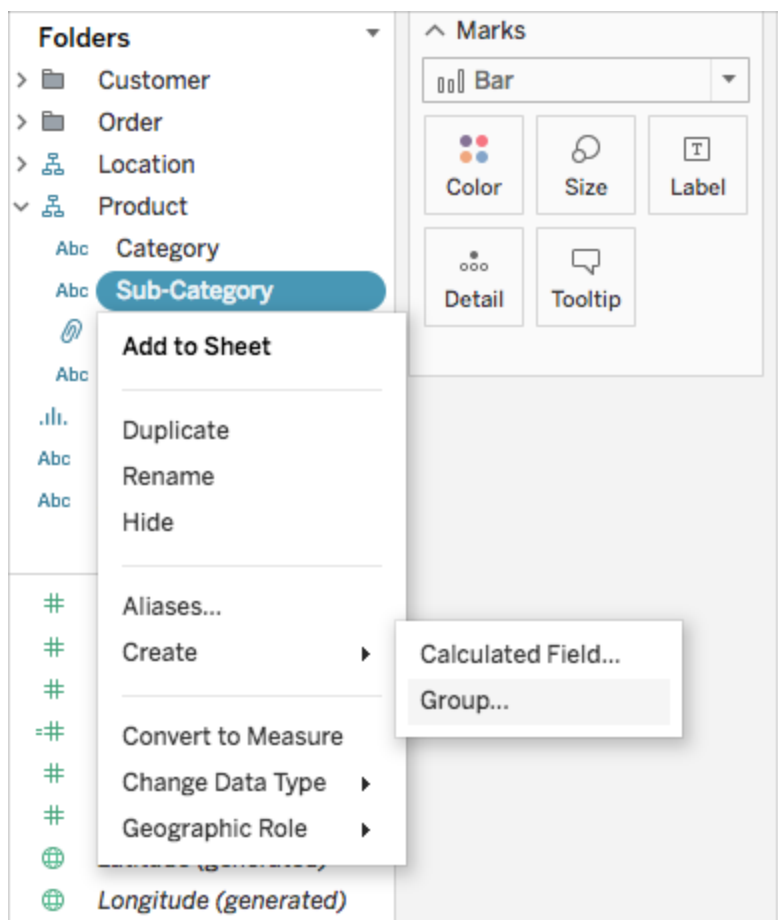 Folders
Customer
Order
Location
Product
Abc Category
Abc Sub-Category
Abc
Abc
Abc
Add to Sheet
Duplicate
Rename
Hide
Aliases...
Create
Convert to Measure
Change Data Type
Geographic Role
Calculated Field...
Group...
#
#
#
=#
#
#
Longitude (generated)
Marks
Bar
Color
Size
T
Label
Detail
Tooltip